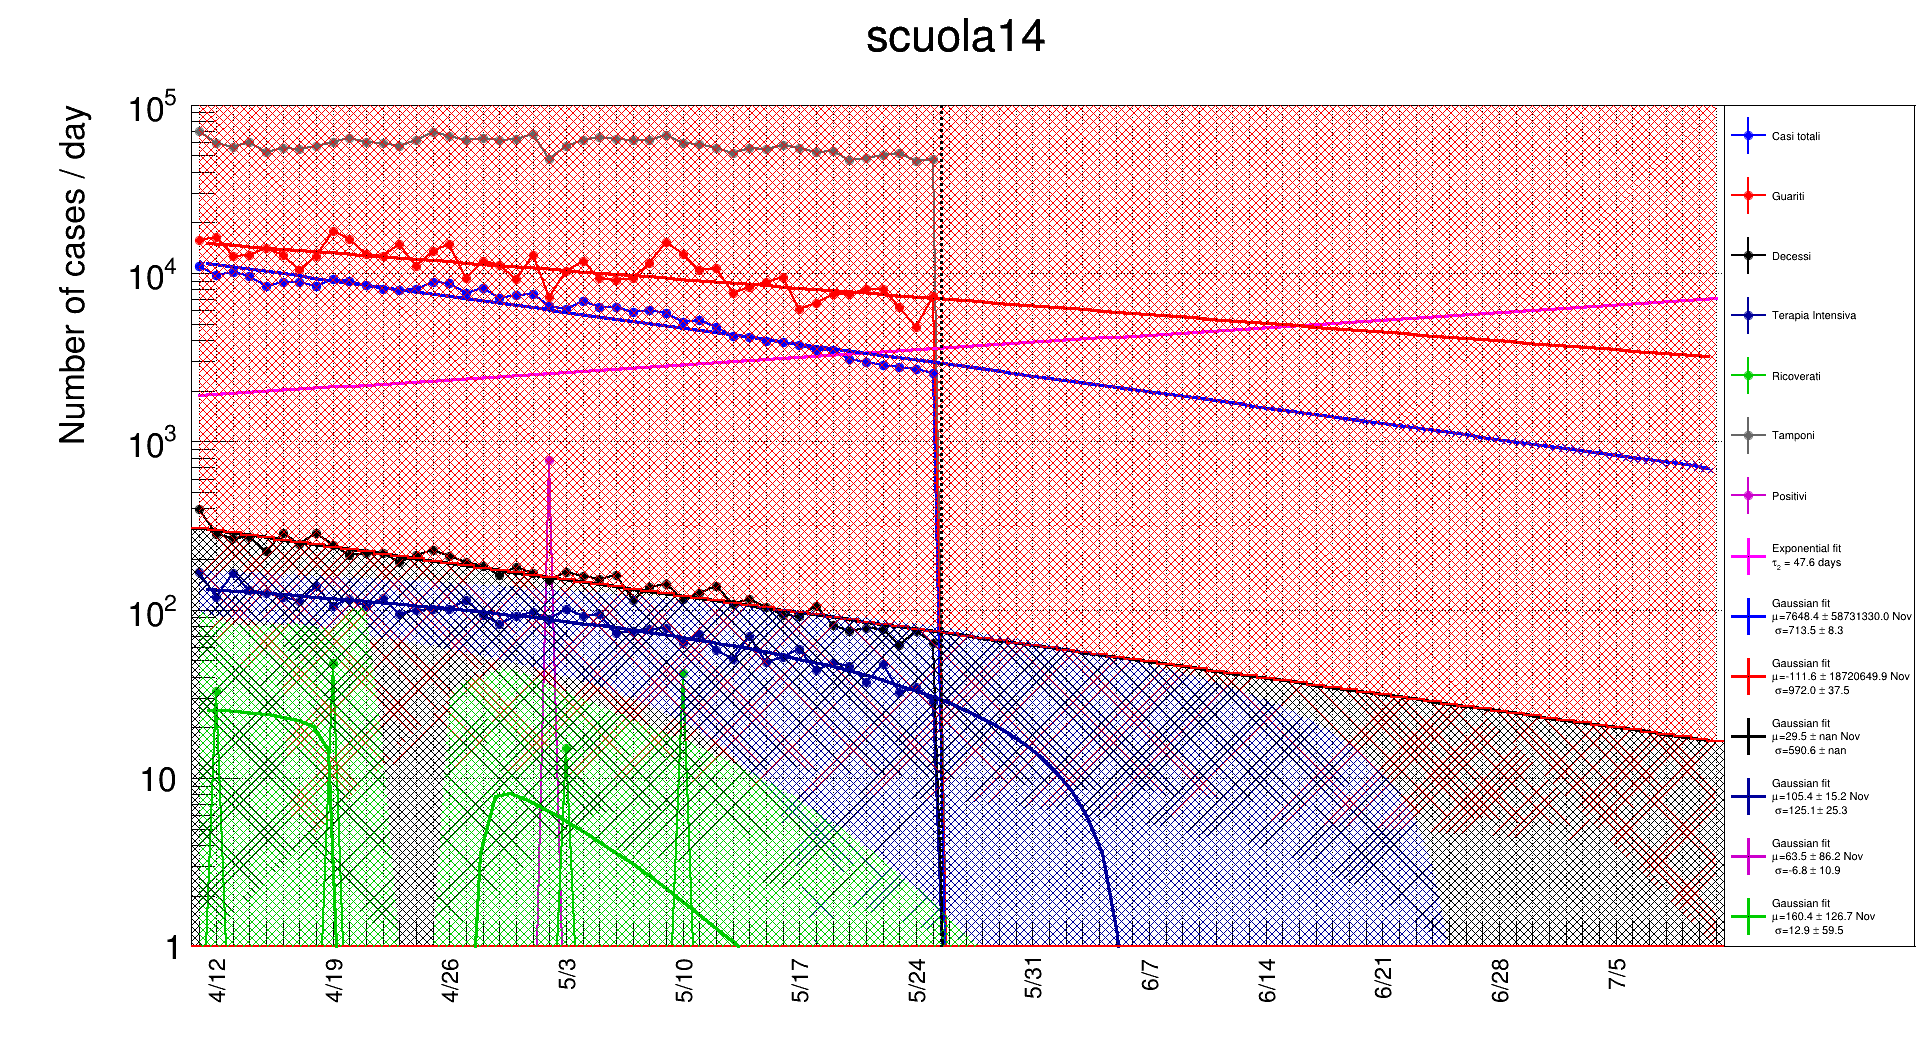 scuola14
Number of cases / day
10^5
10^4
10^3
10^2
10
1
4/12
4/19
4/26
5/3
5/10
5/17
5/24
5/31
6/7
6/14
6/21
6/28
7/5
Casi totali
Guariti
Decessi
Terapia Intensiva
Ricoverati
Tamponi
Positivi
Exponential fit
τ₂ = 47.6 days
Gaussian fit
μ=7648.4 ± 58731330.0 Nov
σ=713.5 ± 8.3
Gaussian fit
μ=-111.6 ± 18720649.9 Nov
σ=972.0 ± 37.5
Gaussian fit
μ=29.5 ± nan Nov
σ=590.6 ± nan
Gaussian fit
μ=105.4 ± 15.2 Nov
σ=125.1 ± 25.3
Gaussian fit
μ=63.5 ± 86.2 Nov
σ=-6.8 ± 10.9
Gaussian fit
μ=160.4 ± 126.7 Nov
σ=12.9 ± 59.5